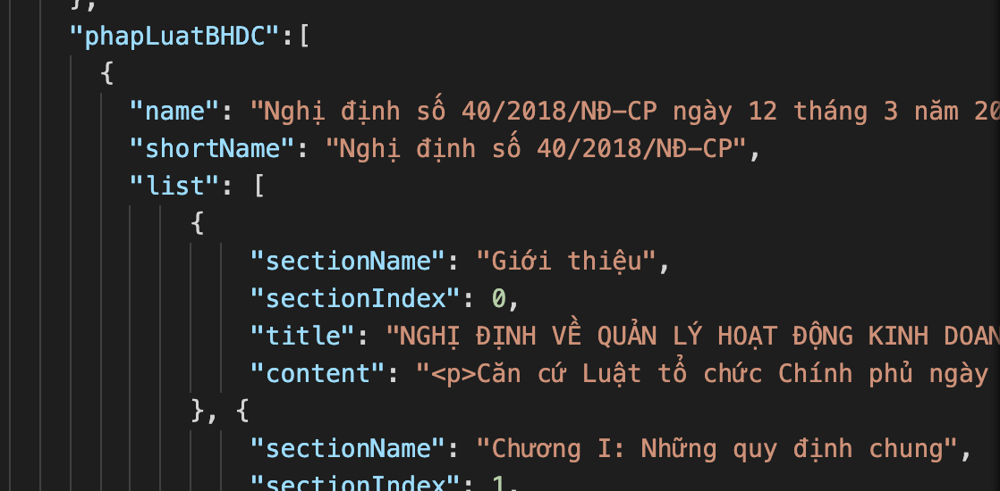 },
"phapLuatBHDC":[
{
"name": "Nghị định số 40/2018/NĐ-CP ngày 12 tháng 3 năm 20
"shortName": "Nghị định số 40/2018/NĐ-CP",
"list": [
{
"sectionName": "Giới thiệu",
"sectionIndex": 0,
"title": "NGHỊ ĐỊNH VỀ QUẢN LÝ HOẠT ĐỘNG KINH DOAN
"content": "<p>Căn cứ Luật tổ chức Chính phủ ngày
}, {
"sectionName": "Chương I: Những quy định chung",
"sectionIndex": 1,